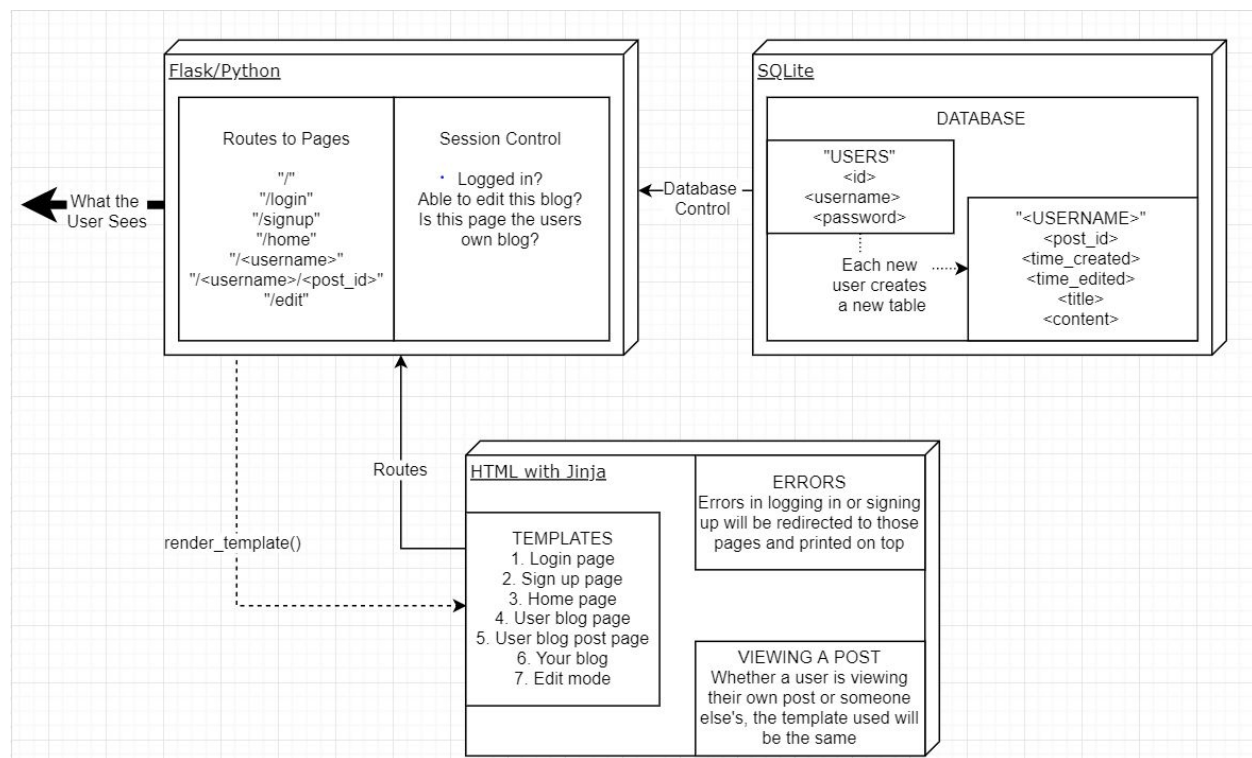 Flask/Python
Routes to Pages
"/"
"/login"
"/signup"
"/home"
"/<username>"
"/<username>/<post_id>"
"/edit"
Session Control
Logged in?
Able to edit this blog?
Is this page the users
own blog?
What the
User Sees
Database
Control
SQLite
DATABASE
"USERS"
<id>
<username>
<password>
Each new
user creates
a new table
"<USERNAME>"
<post_id>
<time_created>
<time_edited>
<title>
<content>
Routes
render_template()
HTML with Jinja
TEMPLATES
1. Login page
2. Sign up page
3. Home page
4. User blog page
5. User blog post page
6. Your blog
7. Edit mode
ERRORS
Errors in logging in or signing
up will be redirected to those
pages and printed on top
VIEWING A POST
Whether a user is viewing
their own post or someone
else's, the template used will
be the same